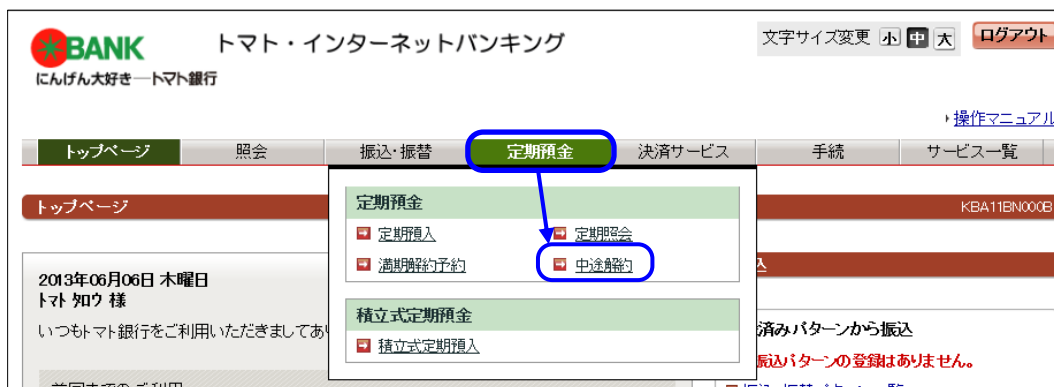 BANK
トマト・インターネットバンキング
文字サイズ変更 小 中 大
ログアウト
にんげん大好き―トマト銀行
操作マニュアル
トップページ 照会 振込・振替 定期預金 決済サービス 手続 サービス一覧
トップページ
KBA11BN000B
定期預金
定期預入 定期照会
満期解約予約 中途解約
積立式定期預金
積立式定期預入
2013年06月06日 木曜日
トマト タロウ 様
いつもトマト銀行をご利用いただきましてあり
済みパターンから振込
振込パターンの登録はありません。